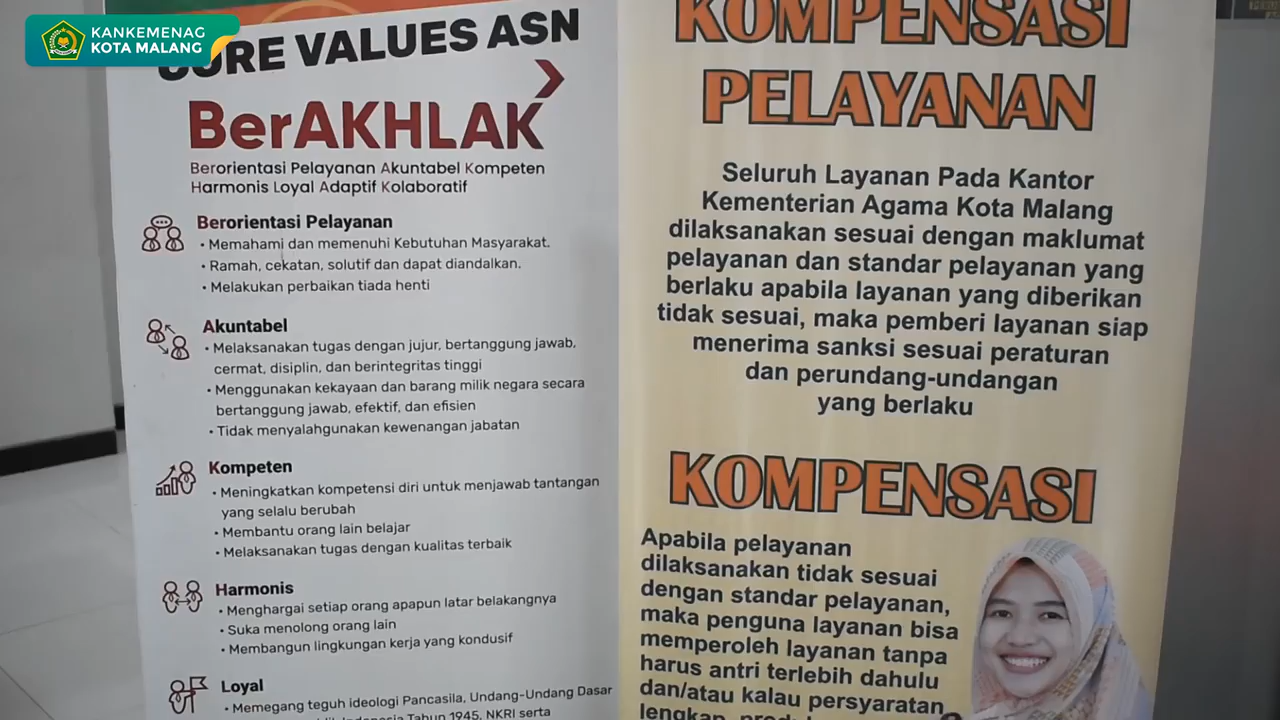 KANKEMENAG
KOTA MALANG
CORE VALUES ASN
BerAKHLAK
Berorientasi Pelayanan Akuntabel Kompeten
Harmonis Loyal Adaptif Kolaboratif
Berorientasi Pelayanan
• Memahami dan memenuhi Kebutuhan Masyarakat.
• Ramah, cekatan, solutif dan dapat diandalkan.
• Melakukan perbaikan tiada henti
Akuntabel
• Melaksanakan tugas dengan jujur, bertanggung jawab,
cermat, disiplin, dan berintegritas tinggi
• Menggunakan kekayaan dan barang milik negara secara
bertanggung jawab, efektif, dan efisien
• Tidak menyalahgunakan kewenangan jabatan
Kompeten
• Meningkatkan kompetensi diri untuk menjawab tantangan
yang selalu berubah
• Membantu orang lain belajar
• Melaksanakan tugas dengan kualitas terbaik
Harmonis
• Menghargai setiap orang apapun latar belakangnya
• Suka menolong orang lain
• Membangun lingkungan kerja yang kondusif
Loyal
• Memegang teguh ideologi Pancasila, Undang-Undang Dasar
Indonesia Tahun 1945, NKRI serta
KOMPENSASI
PELAYANAN
Seluruh Layanan Pada Kantor
Kementerian Agama Kota Malang
dilaksanakan sesuai dengan maklumat
pelayanan dan standar pelayanan yang
berlaku apabila layanan yang diberikan
tidak sesuai, maka pemberi layanan siap
menerima sanksi sesuai peraturan
dan perundang-undangan
yang berlaku
KOMPENSASI
Apabila pelayanan
dilaksanakan tidak sesuai
dengan standar pelayanan,
maka penguna layanan bisa
memperoleh layanan tanpa
harus antri terlebih dahulu
dan/atau kalau persyaratan
lengkap,